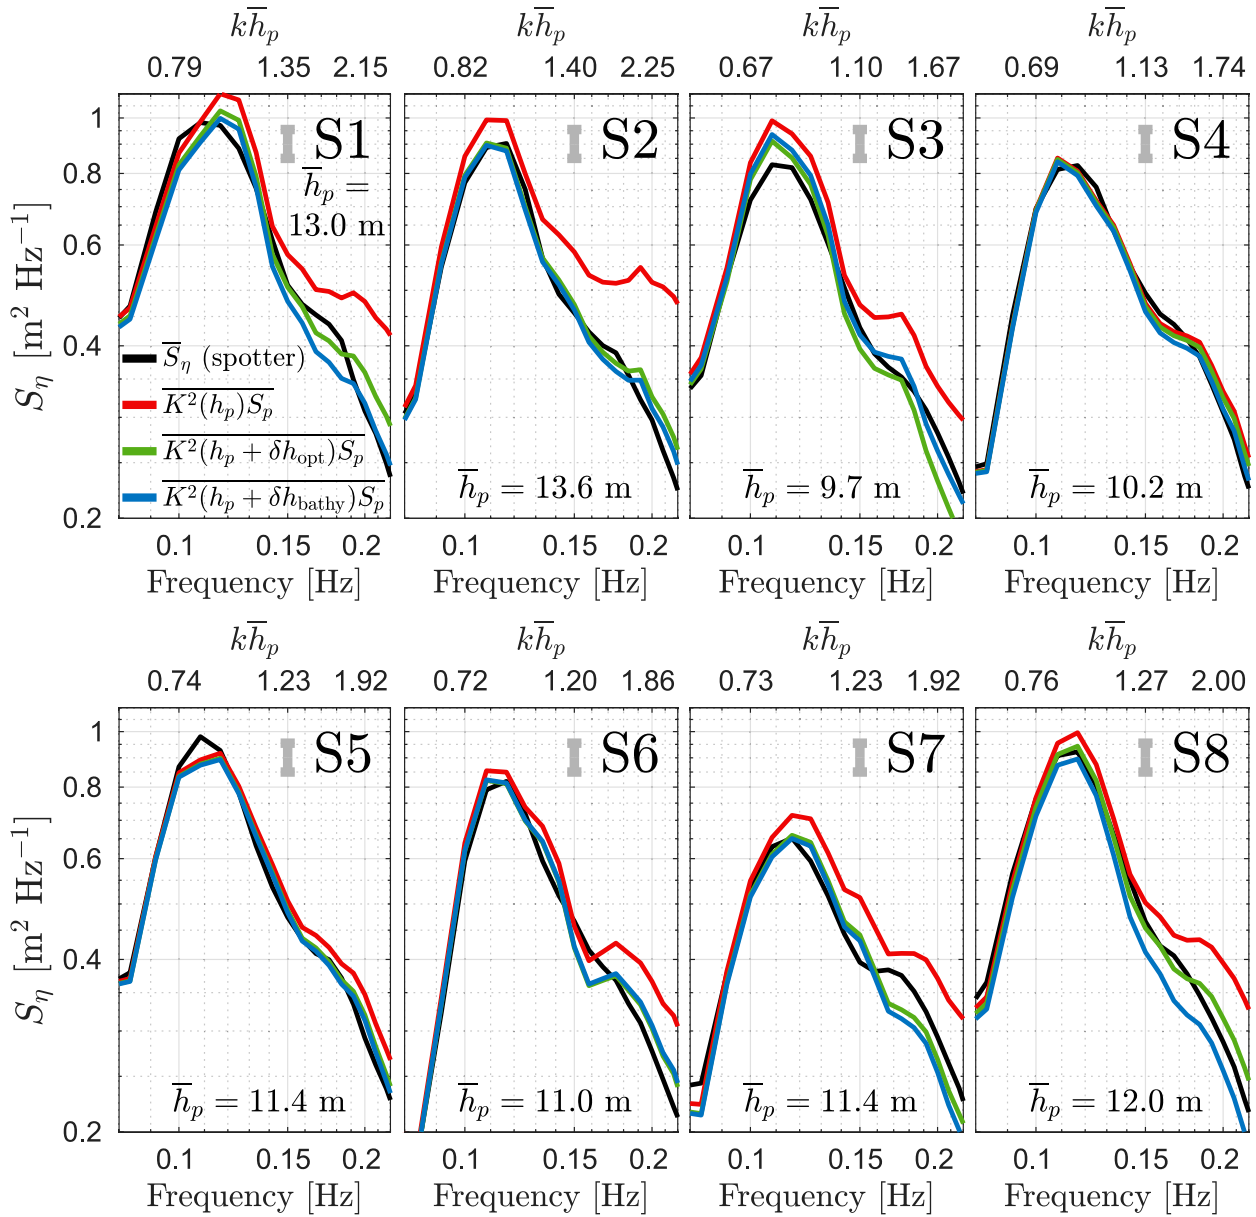 kh̅ₚ kh̅ₚ kh̅ₚ kh̅ₚ
0.79 1.35 2.15 0.82 1.40 2.25 0.67 1.10 1.67 0.69 1.13 1.74
1 S1 S2 S3 S4
h̅ₚ =
13.0 m
0.8
0.6
0.4
0.2
S_η [m² Hz⁻¹]
S̅_η (spotter)
\overline{K²(hₚ)Sₚ}
\overline{K²(hₚ + δh_opt)Sₚ}
\overline{K²(hₚ + δh_bathy)Sₚ}
h̅ₚ = 13.6 m h̅ₚ = 9.7 m h̅ₚ = 10.2 m
0.1 0.15 0.2 0.1 0.15 0.2 0.1 0.15 0.2 0.1 0.15 0.2
Frequency [Hz] Frequency [Hz] Frequency [Hz] Frequency [Hz]
kh̅ₚ kh̅ₚ kh̅ₚ kh̅ₚ
0.74 1.23 1.92 0.72 1.20 1.86 0.73 1.23 1.92 0.76 1.27 2.00
1 S5 S6 S7 S8
0.8
0.6
0.4
0.2
S_η [m² Hz⁻¹]
h̅ₚ = 11.4 m h̅ₚ = 11.0 m h̅ₚ = 11.4 m h̅ₚ = 12.0 m
0.1 0.15 0.2 0.1 0.15 0.2 0.1 0.15 0.2 0.1 0.15 0.2
Frequency [Hz] Frequency [Hz] Frequency [Hz] Frequency [Hz]